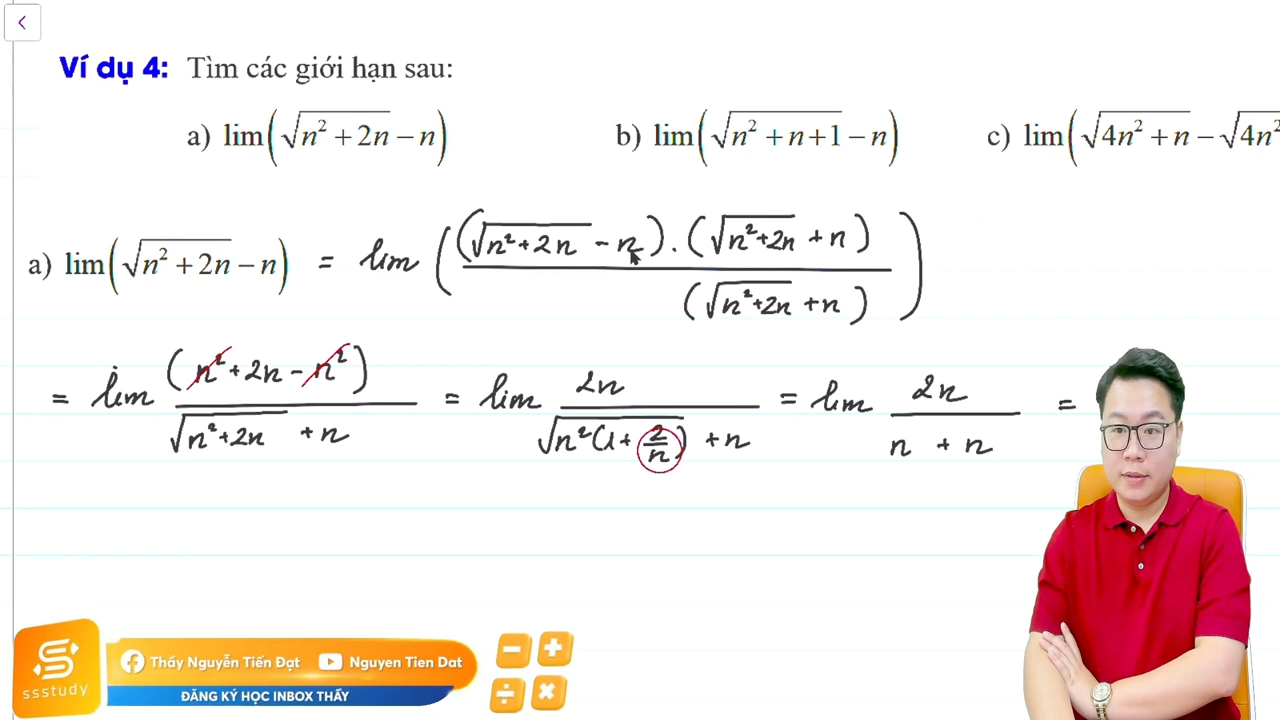 Ví dụ 4: Tìm các giới hạn sau:
a) lim(√(n² + 2n) − n) b) lim(√(n² + n + 1) − n) c) lim(√(4n² + n) − √(4n²
a) lim(√(n² + 2n) − n) = lim ( (√(n²+2n) − n) . (√(n²+2n) + n) / (√(n²+2n) + n) )
= lim (n² + 2n − n²) / (√(n²+2n) + n) = lim 2n / (√(n²(1 + 2/n)) + n) = lim 2n / (n + n) =
ssstudy
Thầy Nguyễn Tiến Đạt Nguyen Tien Dat
ĐĂNG KÝ HỌC INBOX THẦY